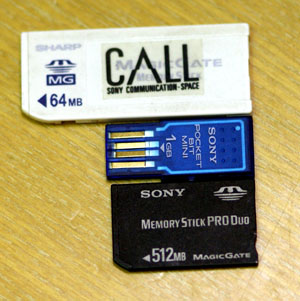 SHARP
CALL
SONY COMMUNICATION-SPACE
MAGICGATE
MG
◄64MB
SONY
POCKET
BIT
MINI
1GB
SONY
MEMORY STICK PRO DUO
◄512MB
MAGICGATE